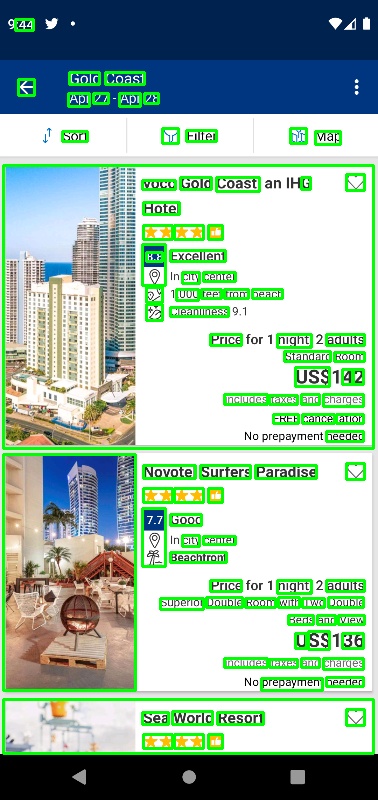 9:44
Gold Coast
Apr 27 - Apr 28
Sort
Filter
Map
voco Gold Coast an IHG
Hotel
Excellent
In city center
1,000 feet from beach
Cleanliness 9.1
Price for 1 night 2 adults
Standard Room
US$142
includes taxes and charges
FREE cancellation
No prepayment needed
Novotel Surfers Paradise
7.7 Good
In city center
Beachfront
Price for 1 night 2 adults
Superior Double Room with Two Double
Beds and View
US$136
includes taxes and charges
No prepayment needed
Sea World Resort